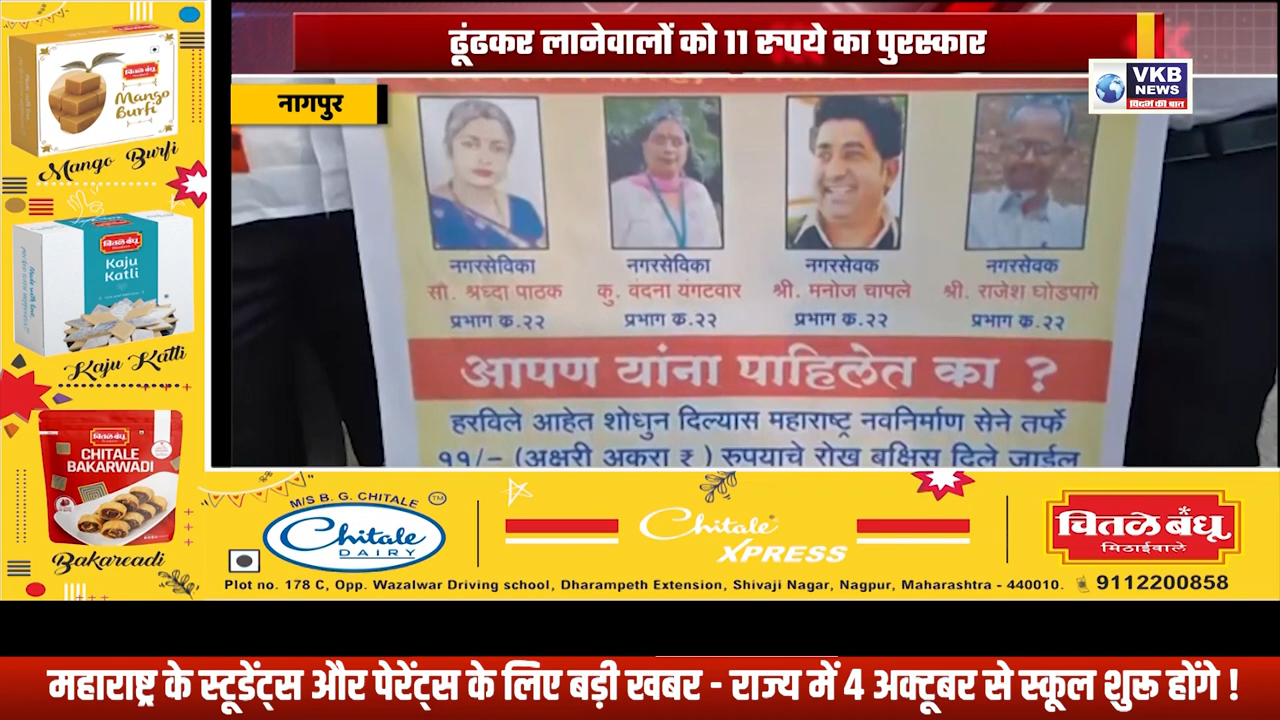 ढूंढकर लानेवालों को 11 रुपये का पुरस्कार
VKB
NEWS
विदर्भ की बात
नागपुर
नगरसेविका
सौ. श्रध्दा पाठक
प्रभाग क्र.२२
नगरसेविका
कु. वंदना यंगटवार
प्रभाग क्र.२२
नगरसेवक
श्री. मनोज चापले
प्रभाग क्र.२२
नगरसेवक
श्री. राजेश घोडपागे
प्रभाग क्र.२२
आपण यांना पाहिलेत का ?
हरविले आहेत शोधुन दिल्यास महाराष्ट्र नवनिर्माण सेने तर्फे
११/- (अक्षरी अकरा ₹ ) रुपयाचे रोख बक्षिस दिले जाईल
चितळे बंधू
Mango
Burfi
Mango Burfi
चितळे बंधू
Kaju
Katli
Kaju Katli
चितळे बंधू
CHITALE
BAKARWADI
Bakarwadi
M/S B. G. CHITALE TM
Chitale
DAIRY
Chitale
XPRESS
चितळे बंधू
मिठाईवाले
Plot no. 178 C, Opp. Wazalwar Driving school, Dharampeth Extension, Shivaji Nagar, Nagpur, Maharashtra - 440010.
9112200858
महाराष्ट्र के स्टूडेंट्स और पेरेंट्स के लिए बड़ी खबर - राज्य में 4 अक्टूबर से स्कूल शुरू होंगे !